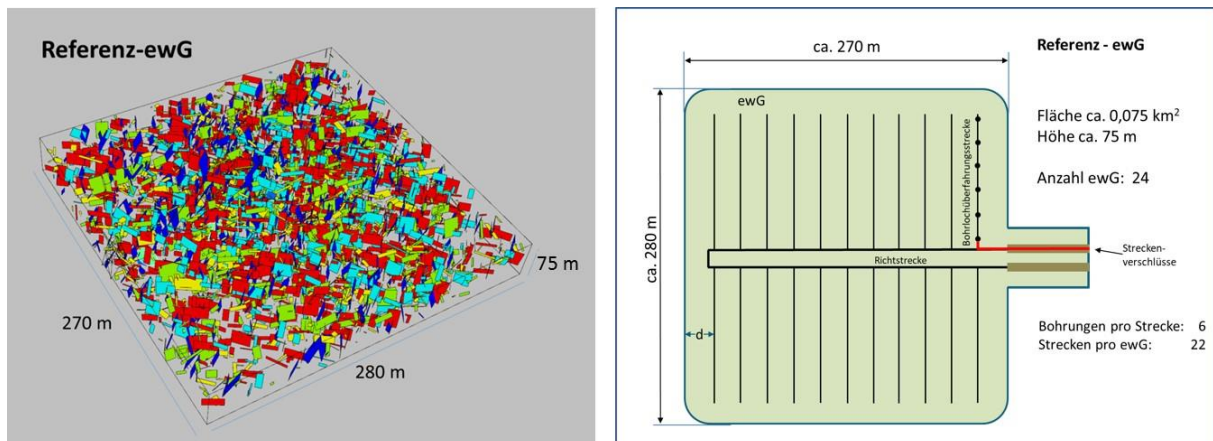 Referenz-ewG
75 m
270 m
280 m
ca. 270 m
Referenz - ewG
ewG
Fläche ca. 0,075 km²
Höhe ca. 75 m
Anzahl ewG: 24
Bohrlochüberfahrungsstrecke
ca. 280 m
Richtstrecke
Strecken-
verschlüsse
d
Bohrungen pro Strecke: 6
Strecken pro ewG: 22